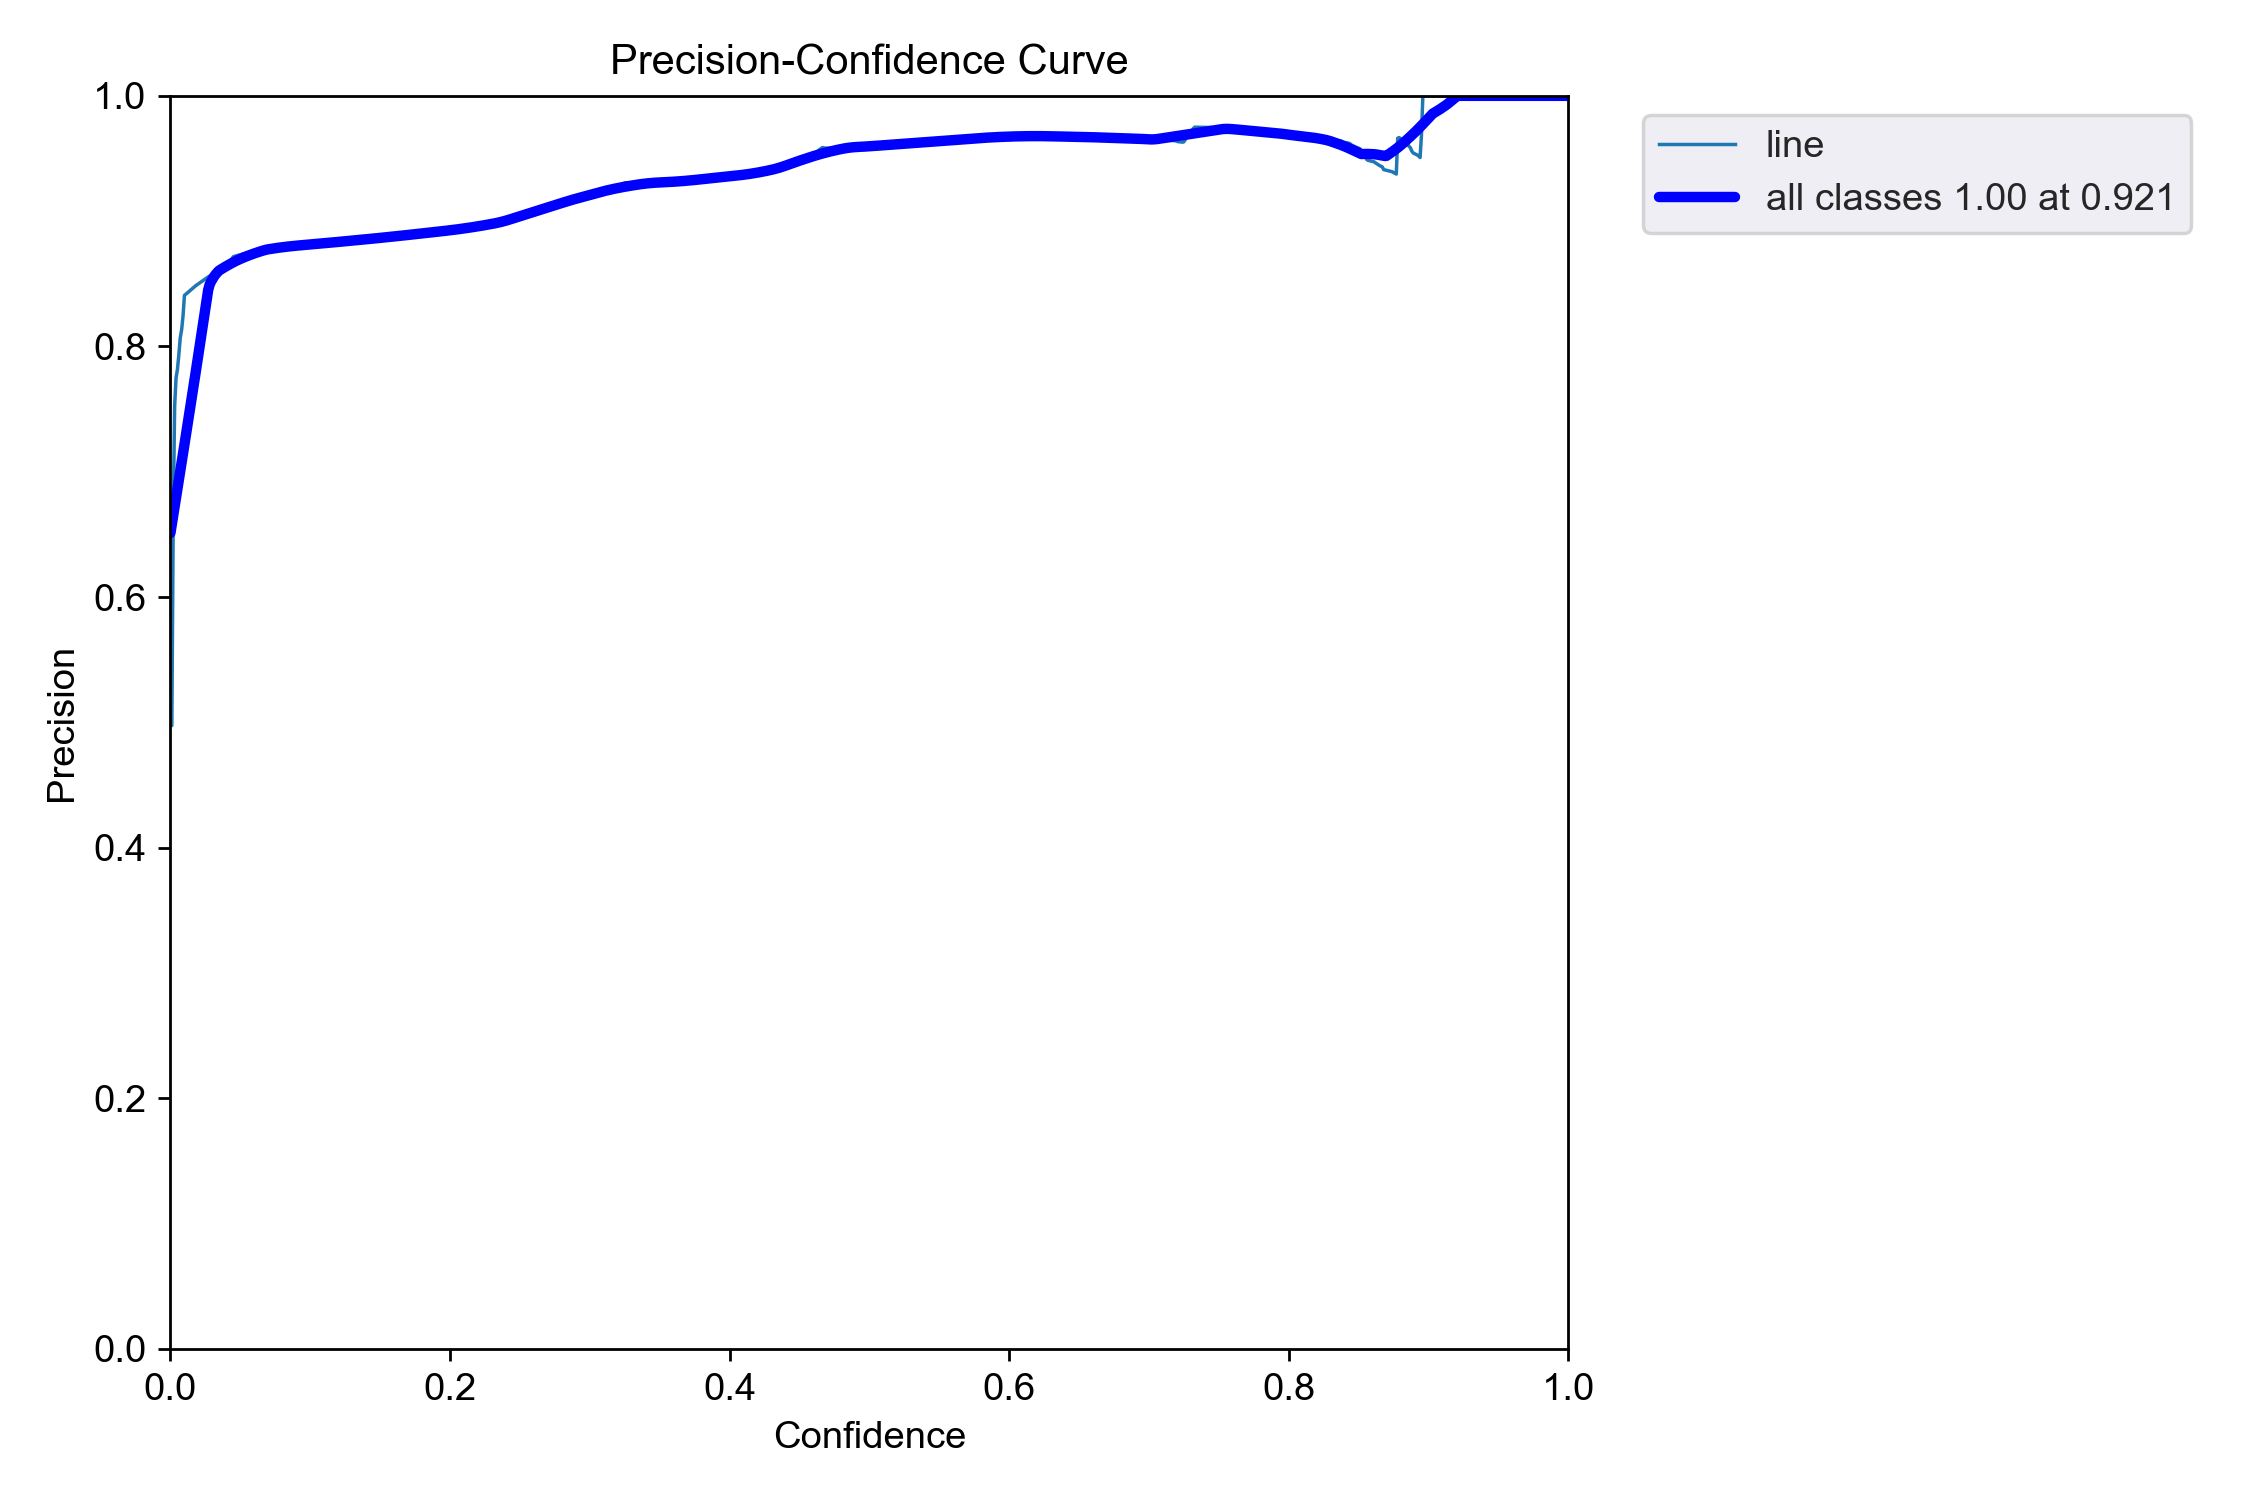 Precision-Confidence Curve
1.0
0.8
0.6
0.4
0.2
0.0
Precision
0.0 0.2 0.4 0.6 0.8 1.0
Confidence
line
all classes 1.00 at 0.921